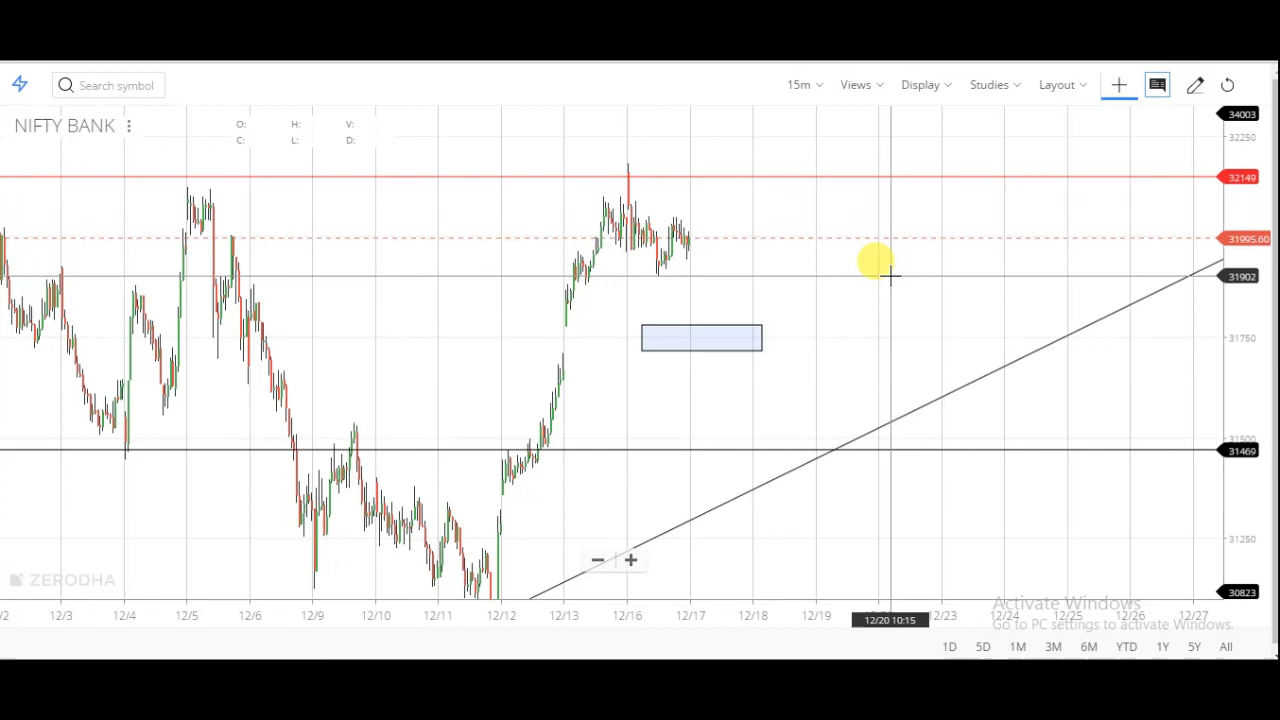 Search symbol 15m Views Display Studies Layout
NIFTY BANK
O: H: V:
C: L: D:
34003
32250
32149
31995.60
31902
31750
31500
31469
31250
30823
ZERODHA
12/3 12/4 12/5 12/6 12/9 12/10 12/11 12/12 12/13 12/16 12/17 12/18 12/19 12/20 10:15 12/23 12/24 12/25 12/26 12/27
Activate Windows
Go to PC settings to activate Windows.
1D 5D 1M 3M 6M YTD 1Y 5Y All